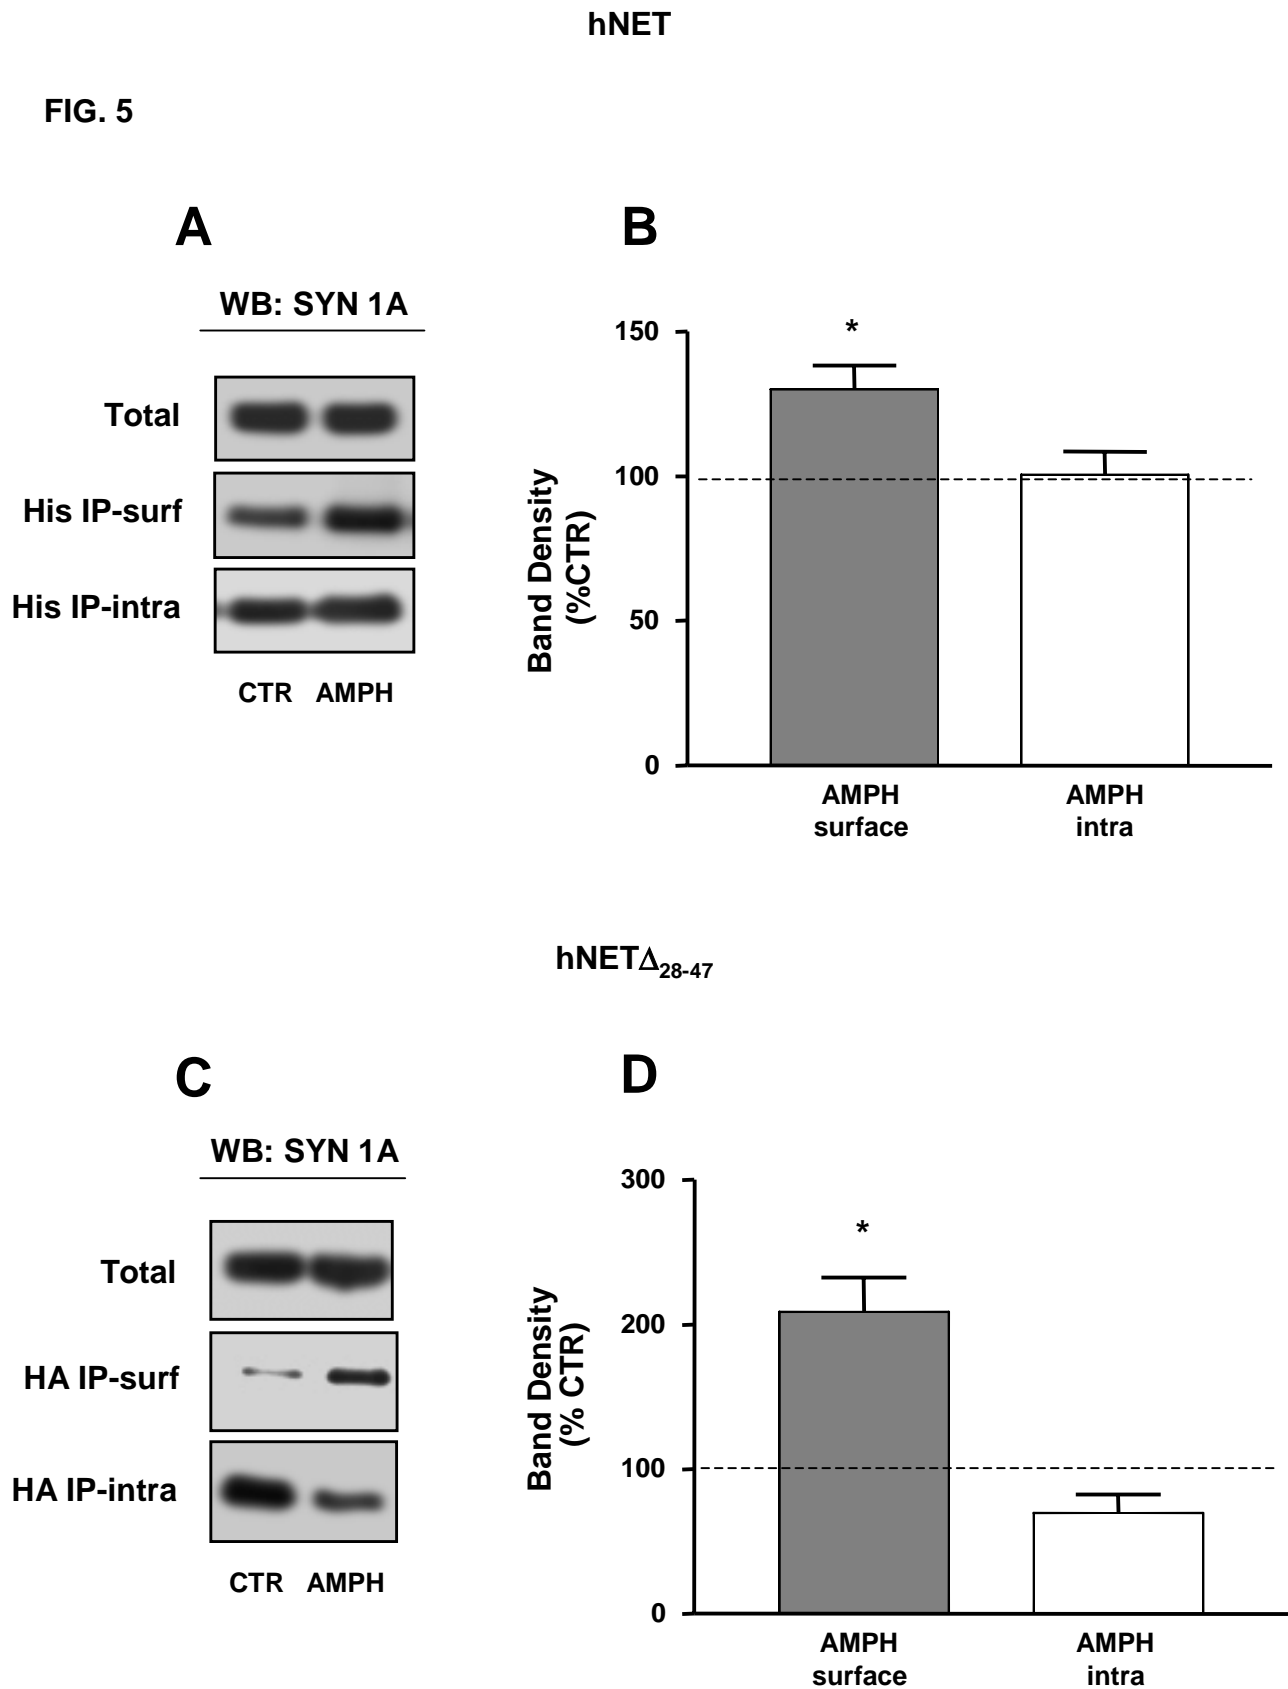 hNET
FIG. 5
A
WB: SYN 1A
Total
His IP-surf
His IP-intra
CTR AMPH
B
Band Density
(%CTR)
150
100
50
0
*
AMPH
surface
AMPH
intra
hNETΔ28-47
C
WB: SYN 1A
Total
HA IP-surf
HA IP-intra
CTR AMPH
D
Band Density
(% CTR)
300
200
100
0
*
AMPH
surface
AMPH
intra